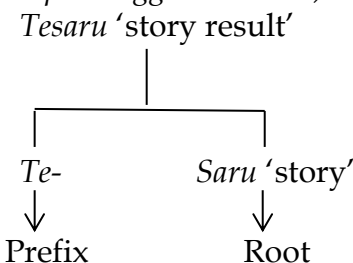 Tesaru ‘story result’
Te- Saru ‘story’
Prefix Root